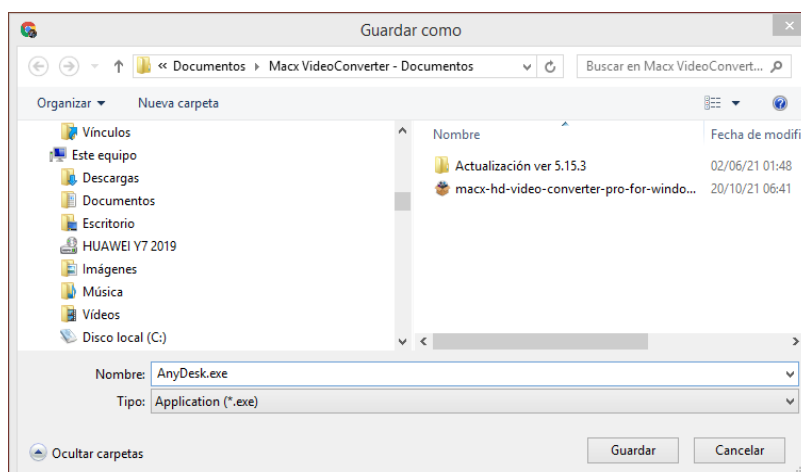 Guardar como
« Documentos › Macx VideoConverter - Documentos
Buscar en Macx VideoConvert...
Organizar
Nueva carpeta
Vínculos
Este equipo
Descargas
Documentos
Escritorio
HUAWEI Y7 2019
Imágenes
Música
Vídeos
Disco local (C:)
Nombre
Fecha de modifi
Actualización ver 5.15.3
02/06/21 01:48
macx-hd-video-converter-pro-for-windo...
20/10/21 06:41
Nombre: AnyDesk.exe
Tipo: Application (*.exe)
Ocultar carpetas
Guardar
Cancelar